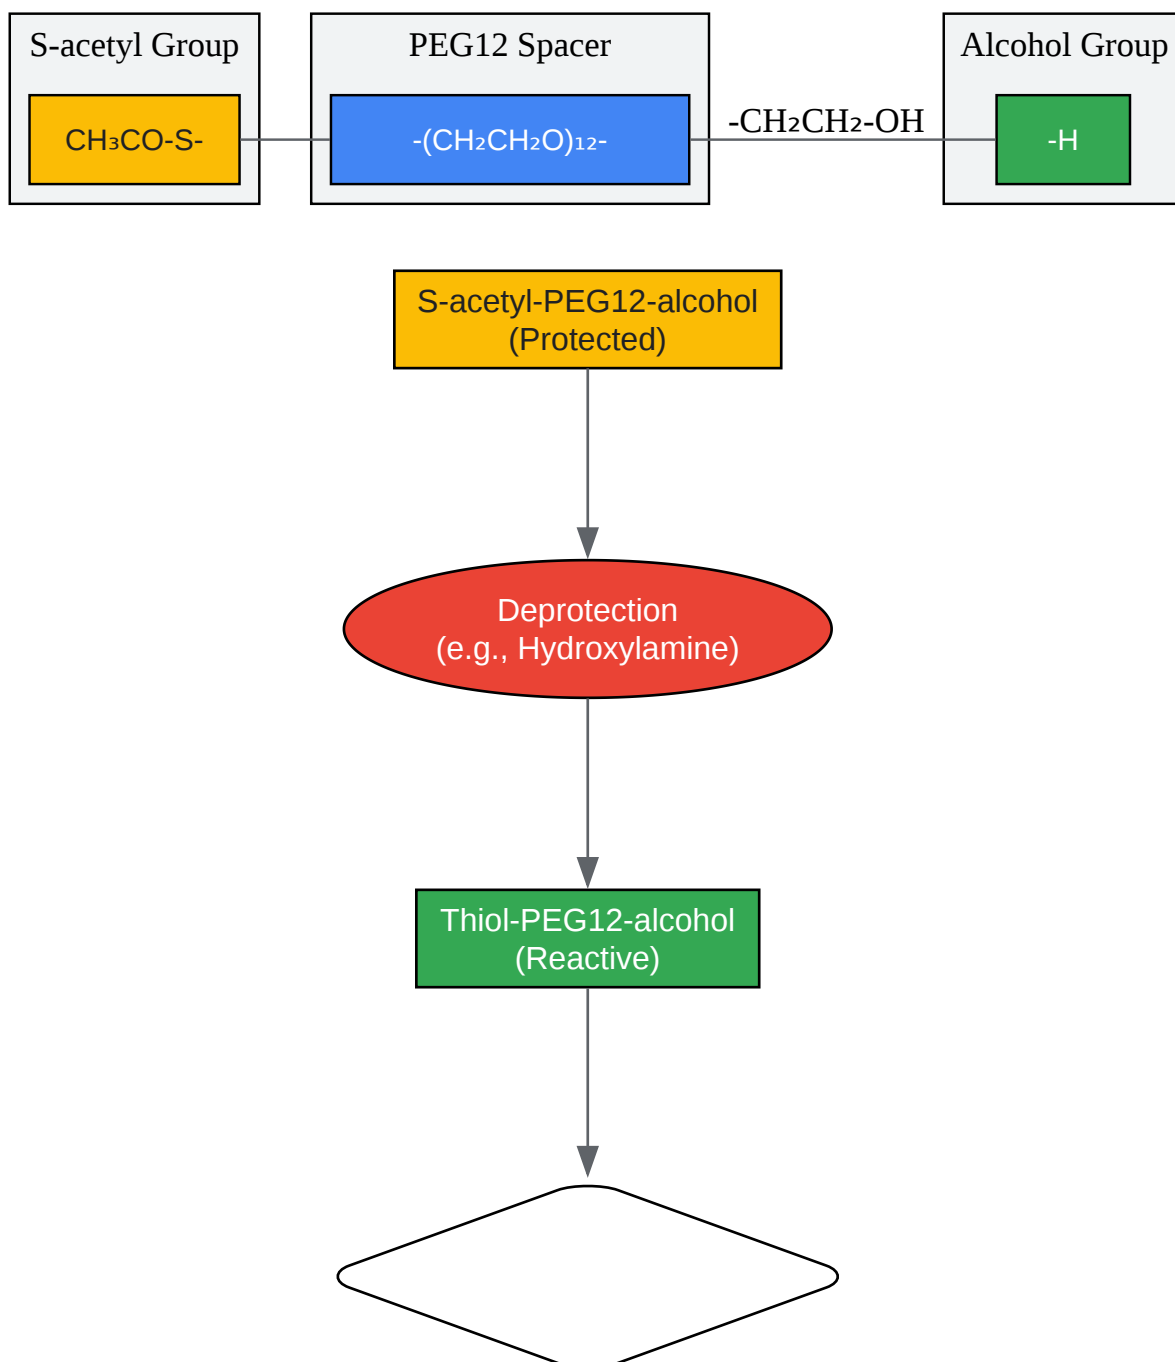 S-acetyl Group
PEG12 Spacer
Alcohol Group
CH₃CO-S-
-(CH₂CH₂O)₁₂-
-CH₂CH₂-OH
-H
S-acetyl-PEG12-alcohol
(Protected)
Deprotection
(e.g., Hydroxylamine)
Thiol-PEG12-alcohol
(Reactive)